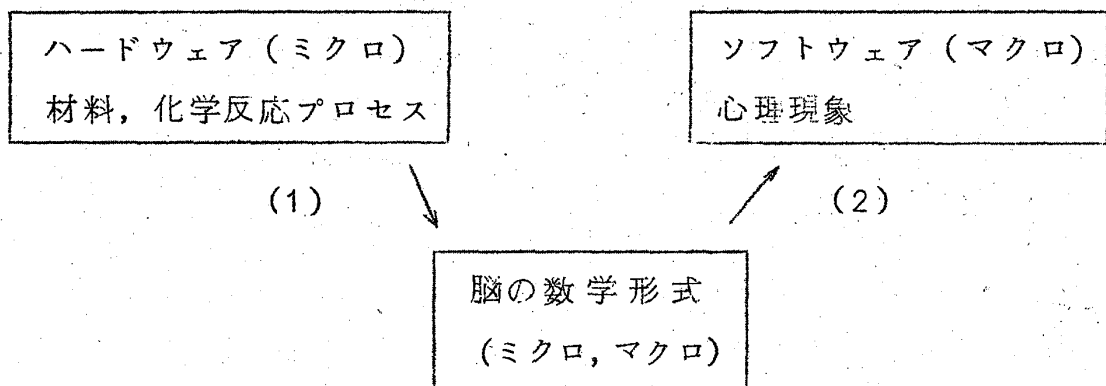 ハードウェア(ミクロ)
材料,化学反応プロセス
ソフトウェア(マクロ)
心理現象
(1)
(2)
脳の数学形式
(ミクロ,マクロ)